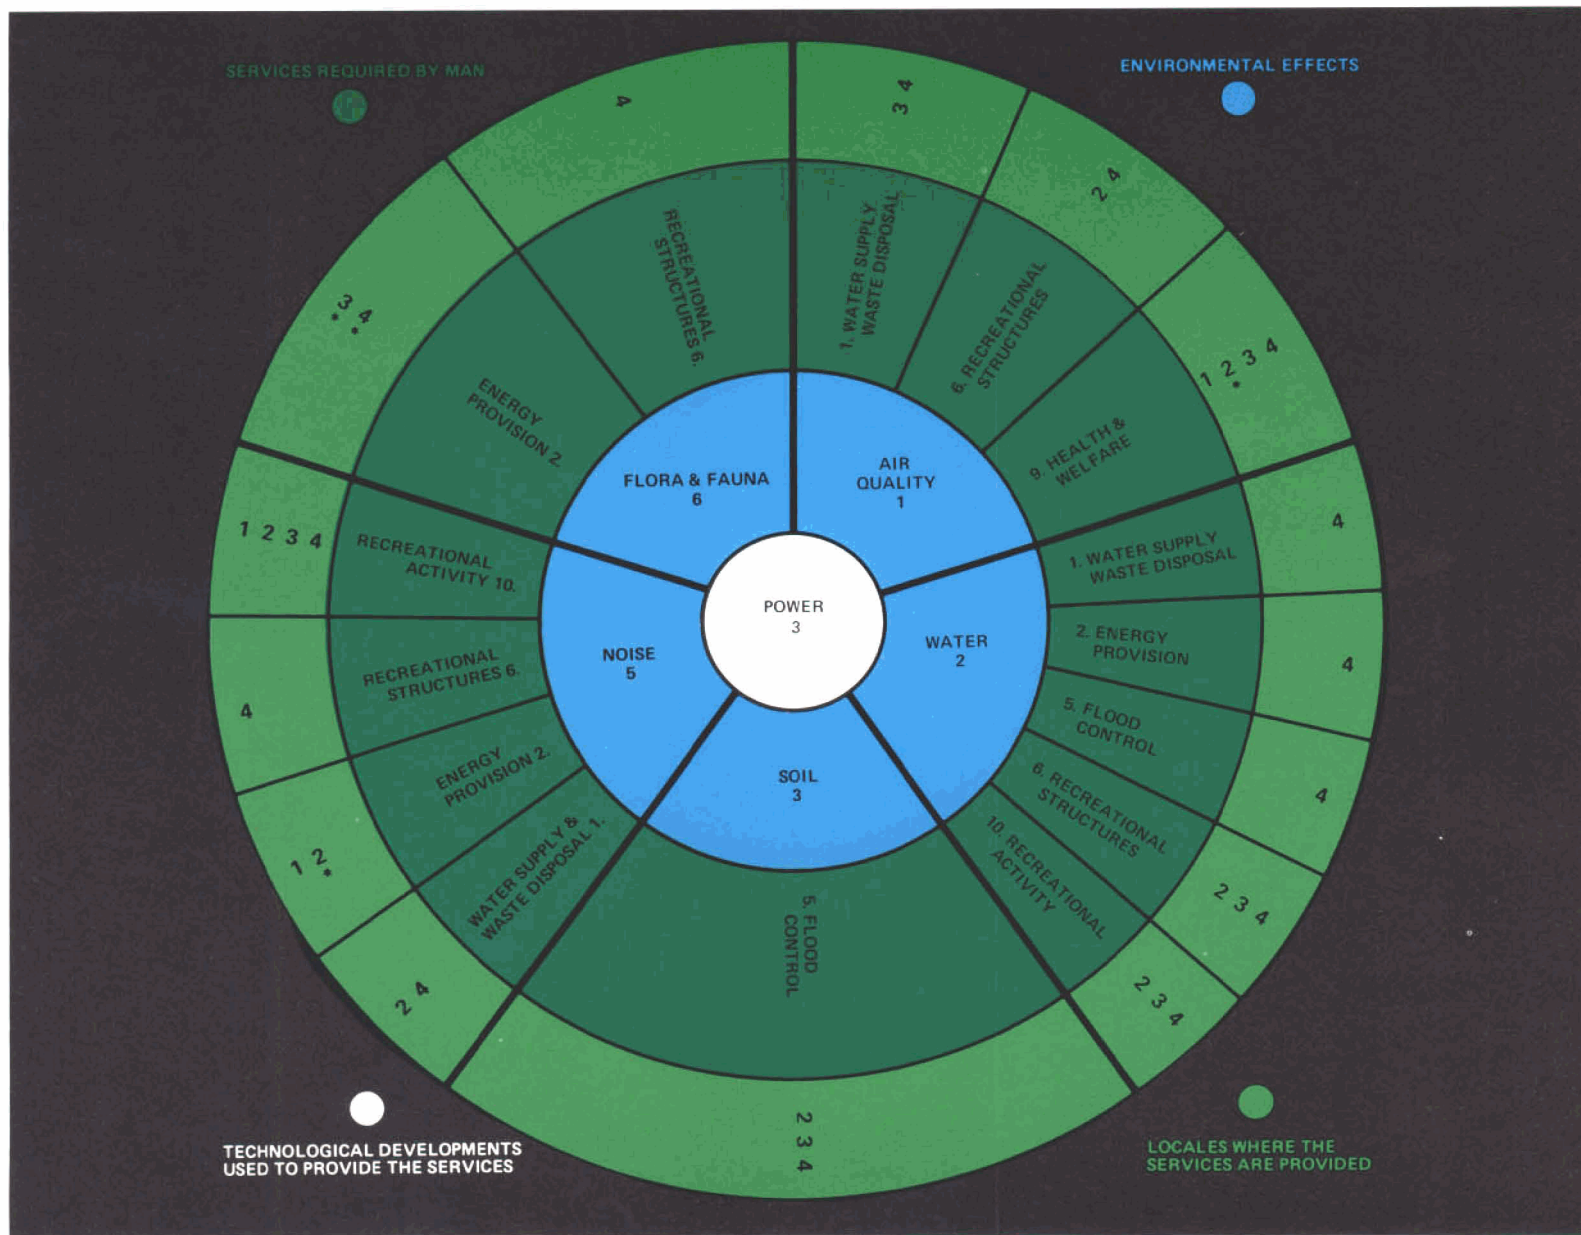 SERVICES REQUIRED BY MAN
ENVIRONMENTAL EFFECTS
POWER
3
AIR
QUALITY
1
1. WATER SUPPLY
WASTE DISPOSAL
3 4
6. RECREATIONAL
STRUCTURES
2 4
9. HEALTH &
WELFARE
1 2 3 4
*
WATER
2
1. WATER SUPPLY
WASTE DISPOSAL
4
2. ENERGY
PROVISION
4
5. FLOOD
CONTROL
4
6. RECREATIONAL
STRUCTURES
2 3 4
10. RECREATIONAL
ACTIVITY
2 3 4
SOIL
3
5. FLOOD
CONTROL
2 3 4
NOISE
5
WATER SUPPLY &
WASTE DISPOSAL 1.
2 4
ENERGY
PROVISION 2.
1 2
*
RECREATIONAL
STRUCTURES 6.
4
RECREATIONAL
ACTIVITY 10.
1 2 3 4
FLORA & FAUNA
6
ENERGY
PROVISION 2.
3 4
* *
RECREATIONAL
STRUCTURES 6.
4
TECHNOLOGICAL DEVELOPMENTS
USED TO PROVIDE THE SERVICES
LOCALES WHERE THE
SERVICES ARE PROVIDED